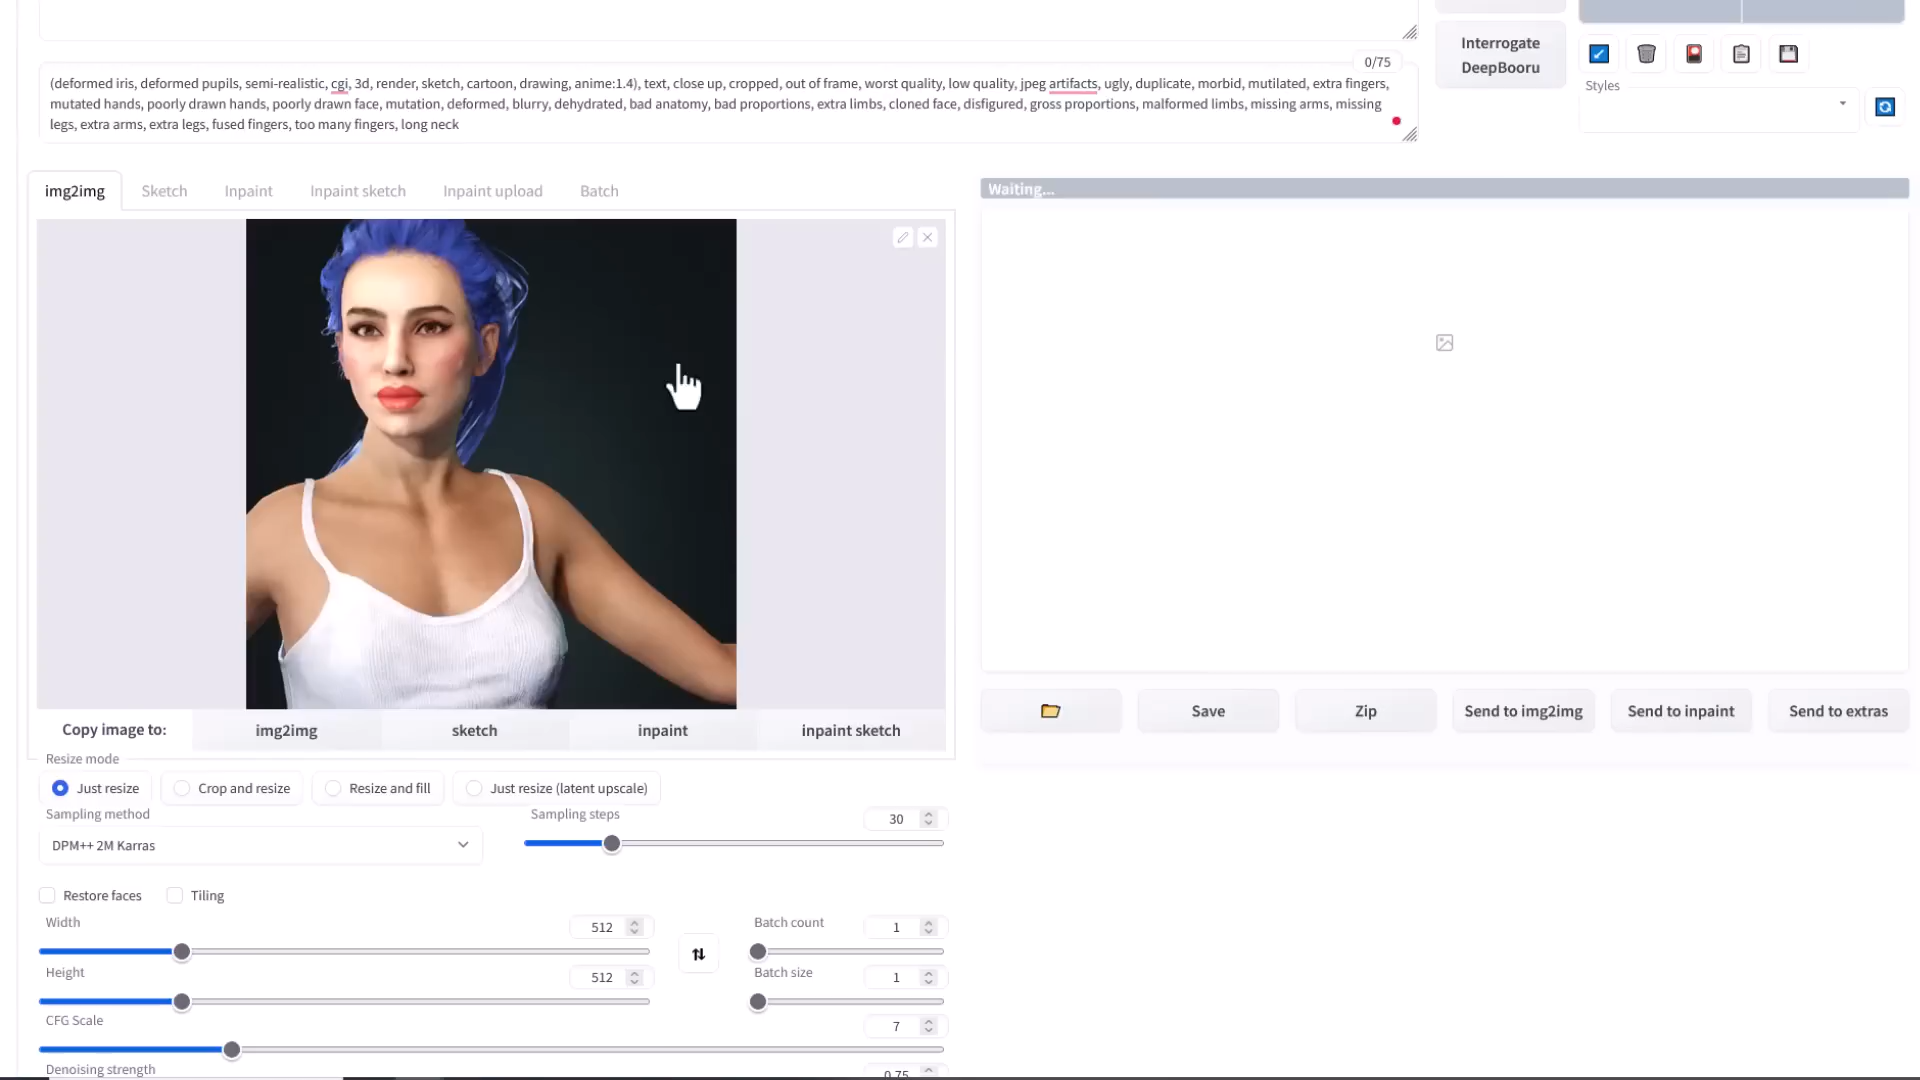 Interrogate
DeepBooru
0/75
Styles
(deformed iris, deformed pupils, semi-realistic, cgi, 3d, render, sketch, cartoon, drawing, anime:1.4), text, close up, cropped, out of frame, worst quality, low quality, jpeg artifacts, ugly, duplicate, morbid, mutilated, extra fingers,
mutated hands, poorly drawn hands, poorly drawn face, mutation, deformed, blurry, dehydrated, bad anatomy, bad proportions, extra limbs, cloned face, disfigured, gross proportions, malformed limbs, missing arms, missing
legs, extra arms, extra legs, fused fingers, too many fingers, long neck
img2img Sketch Inpaint Inpaint sketch Inpaint upload Batch
Waiting...
Copy image to: img2img sketch inpaint inpaint sketch
Save Zip Send to img2img Send to inpaint Send to extras
Resize mode
Just resize Crop and resize Resize and fill Just resize (latent upscale)
Sampling method Sampling steps 30
DPM++ 2M Karras
Restore faces Tiling
Width 512 Batch count 1
Height 512 Batch size 1
CFG Scale 7
Denoising strength 0.75